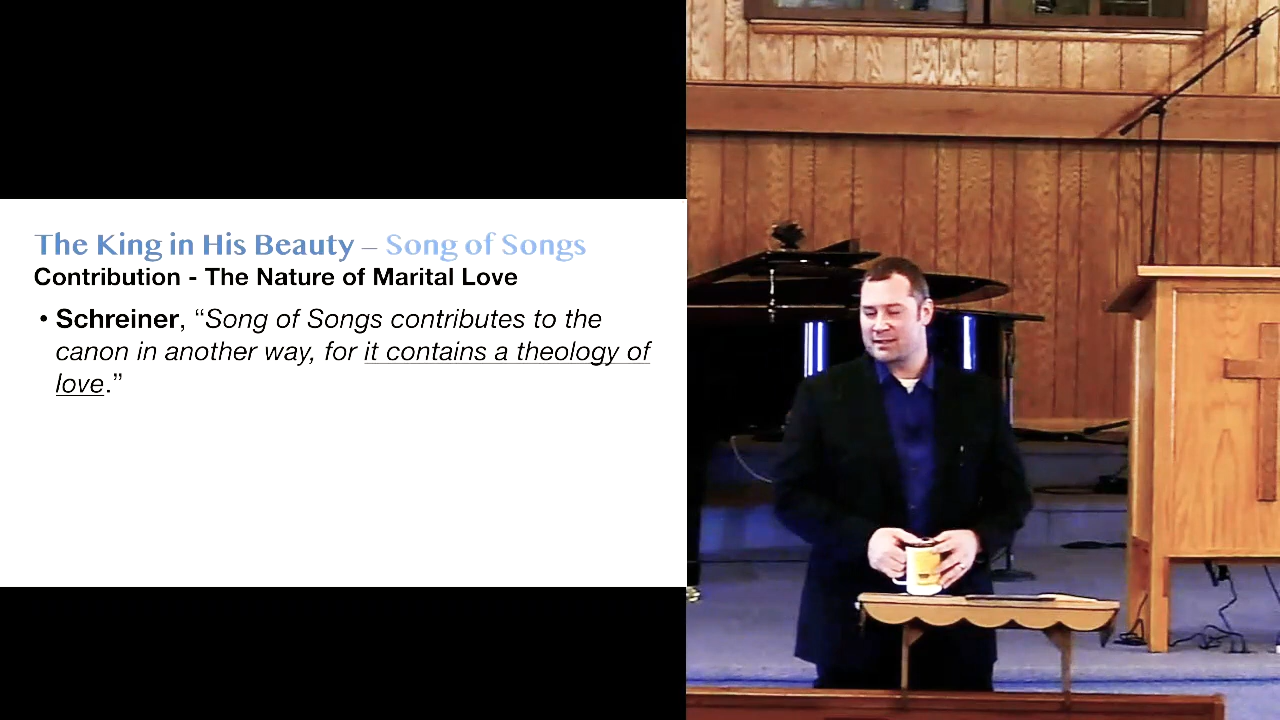 The King in His Beauty – Song of Songs
Contribution - The Nature of Marital Love
• Schreiner, “Song of Songs contributes to the
canon in another way, for it contains a theology of
love.”